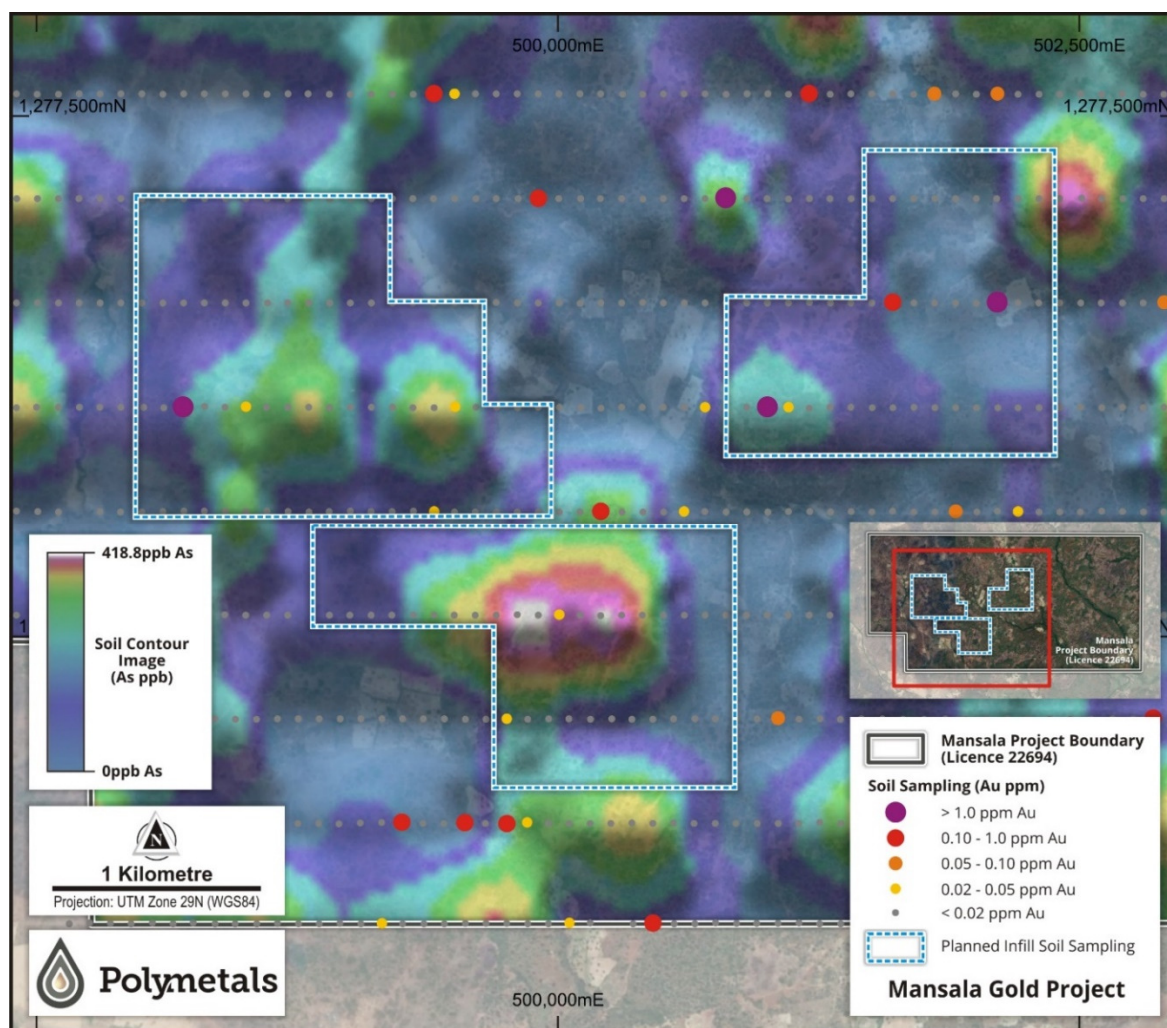 500,000mE
502,500mE
1,277,500mN
1,277,500mN
418.8ppb As
Soil Contour
Image
(As ppb)
0ppb As
Mansala
Project Boundary
(Licence 22694)
N
1 Kilometre
Projection: UTM Zone 29N (WGS84)
Polymetals
Mansala Project Boundary
(Licence 22694)
Soil Sampling (Au ppm)
> 1.0 ppm Au
0.10 - 1.0 ppm Au
0.05 - 0.10 ppm Au
0.02 - 0.05 ppm Au
< 0.02 ppm Au
Planned Infill Soil Sampling
Mansala Gold Project
500,000mE